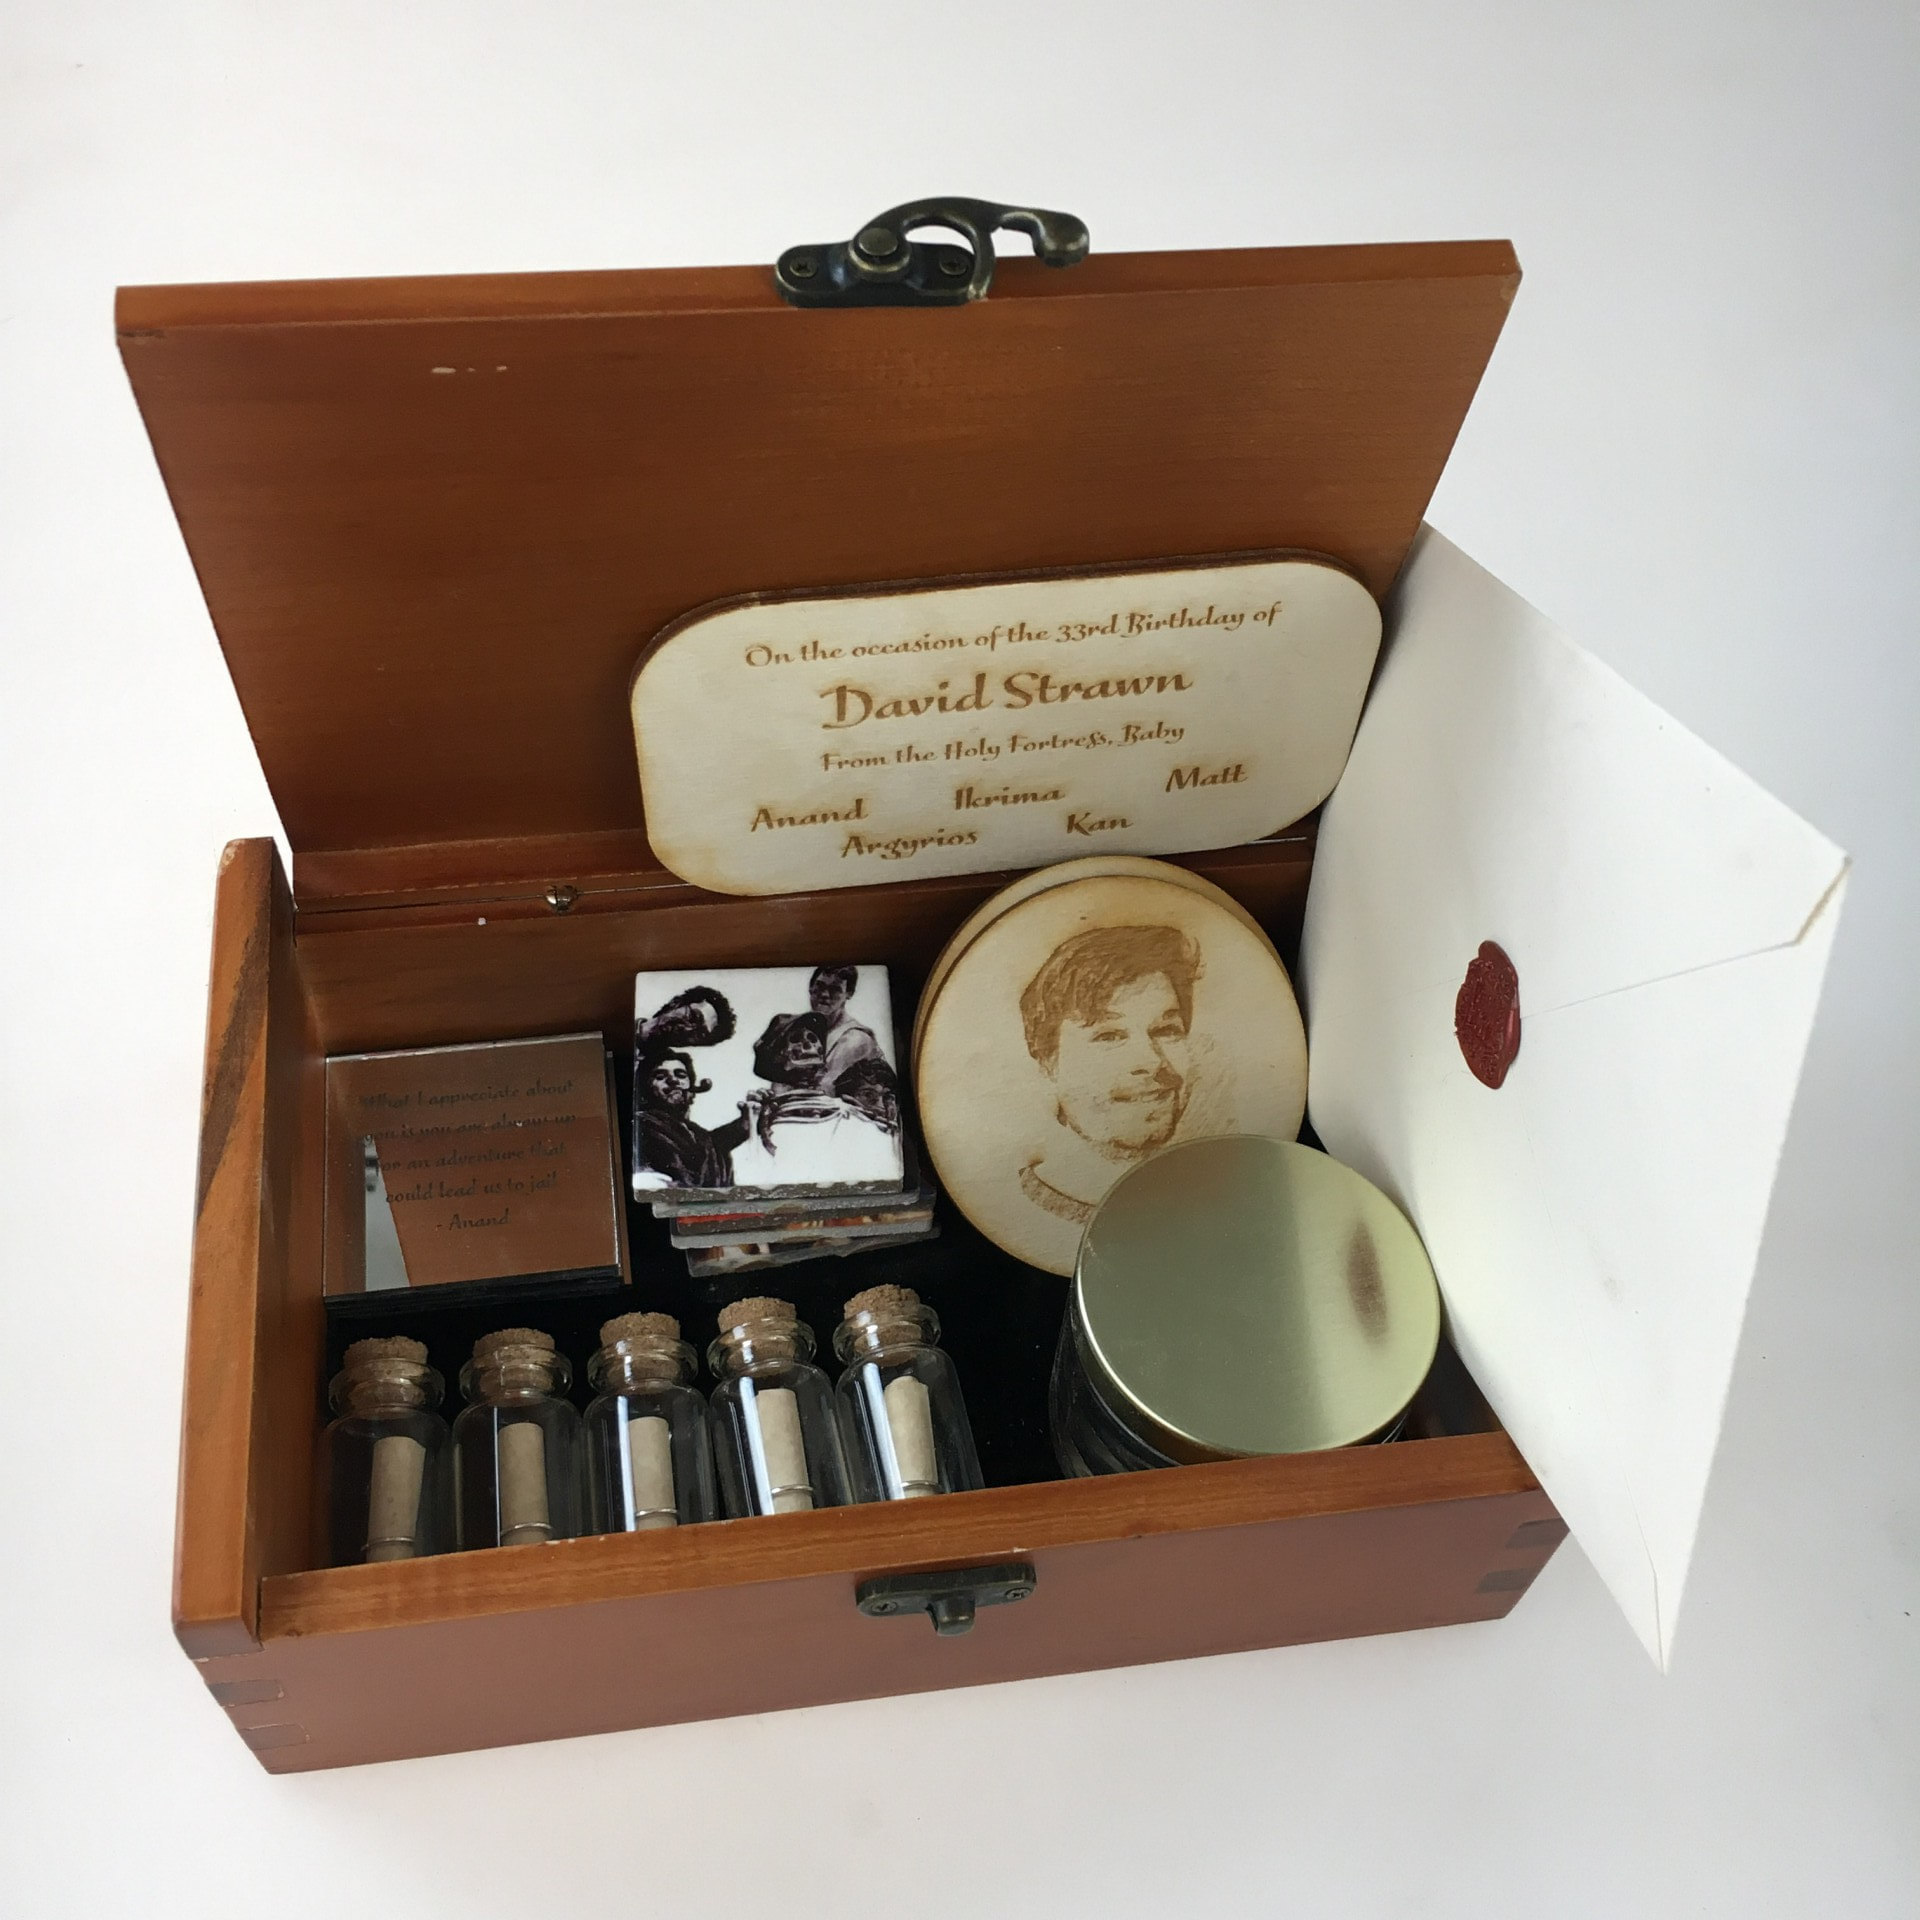 On the occasion of the 33rd Birthday of
David Strawn
From the Holy Fortress, Baby
Anand Ikrima Matt
Argyrios Kan
What I appreciate about
you is you are always up
for an adventure that
could lead us to jail
- Anand